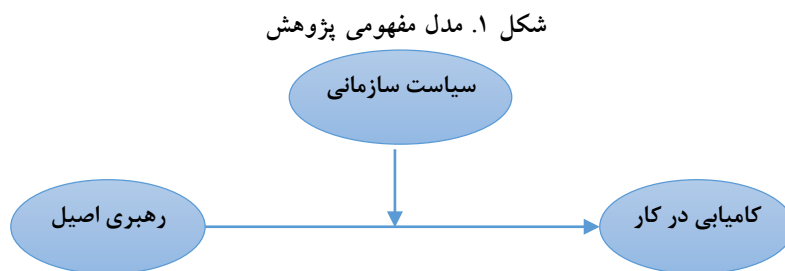 شکل ۱. مدل مفهومی پژوهش
سیاست سازمانی
رهبری اصیل
کامیابی در کار